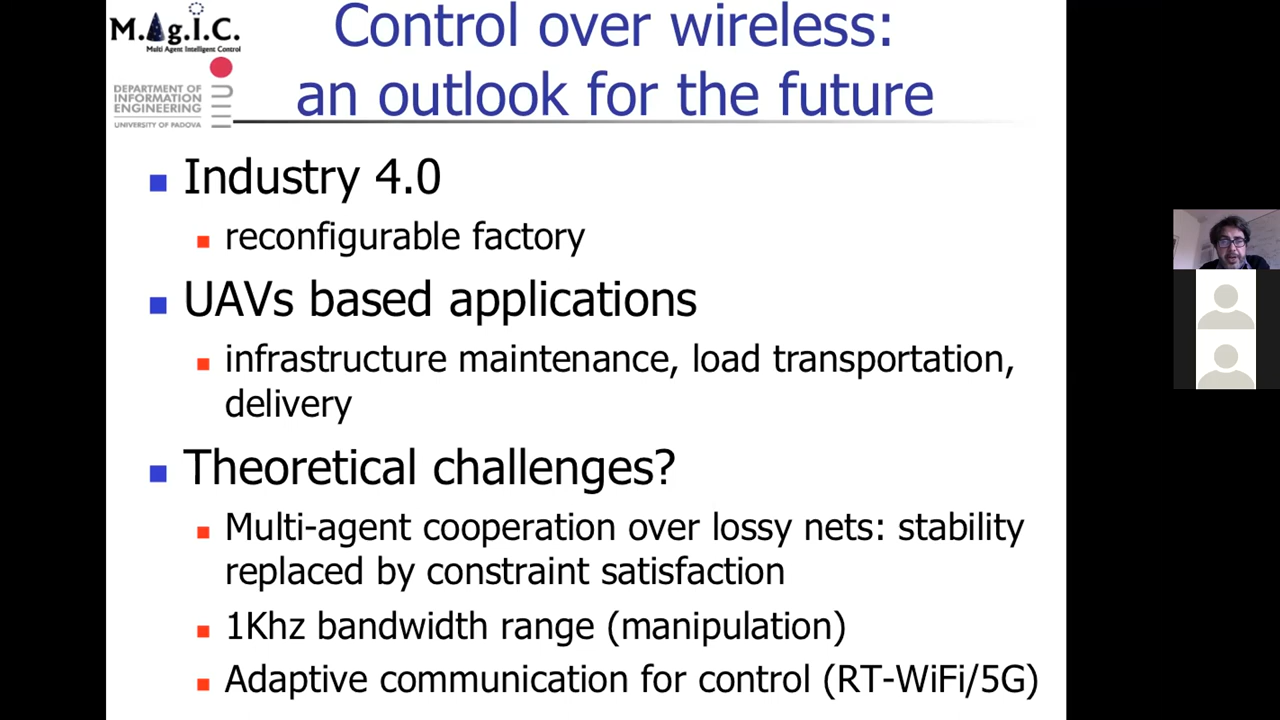 M.Ag.I.C.
Multi Agent Intelligent Control
DEPARTMENT OF
INFORMATION
ENGINEERING
UNIVERSITY OF PADOVA
Control over wireless:
an outlook for the future
Industry 4.0
reconfigurable factory
UAVs based applications
infrastructure maintenance, load transportation,
delivery
Theoretical challenges?
Multi-agent cooperation over lossy nets: stability
replaced by constraint satisfaction
1Khz bandwidth range (manipulation)
Adaptive communication for control (RT-WiFi/5G)